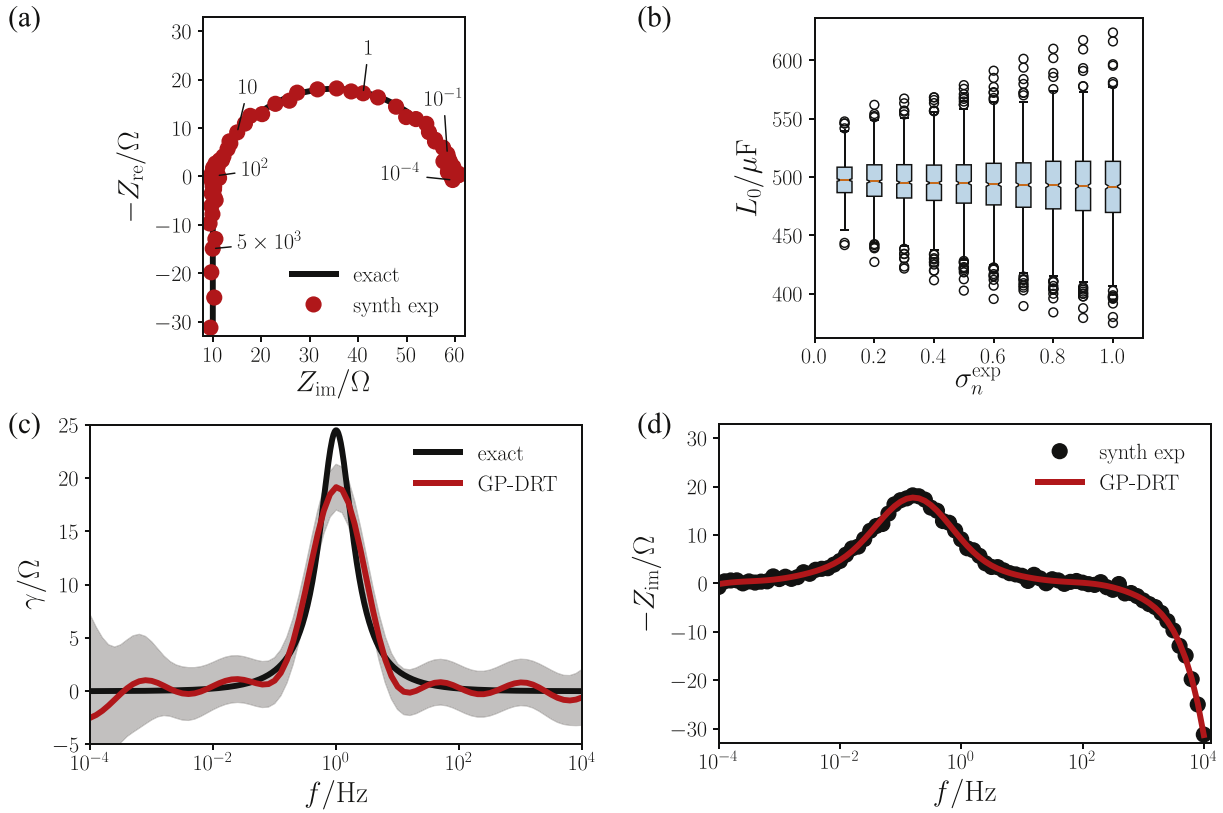 (a)
30
20
10
0
−10
−20
−30
−Z_re/Ω
10
1
10^−1
10^2
10^−4
5 × 10^3
exact
synth exp
10 20 30 40 50 60
Z_im/Ω
(b)
600
550
500
450
400
L_0/μF
0.0 0.2 0.4 0.6 0.8 1.0
σ_n^exp
(c)
25
20
15
10
5
0
−5
γ/Ω
exact
GP-DRT
10^−4 10^−2 10^0 10^2 10^4
f/Hz
(d)
30
20
10
0
−10
−20
−30
−Z_im/Ω
synth exp
GP-DRT
10^−4 10^−2 10^0 10^2 10^4
f/Hz